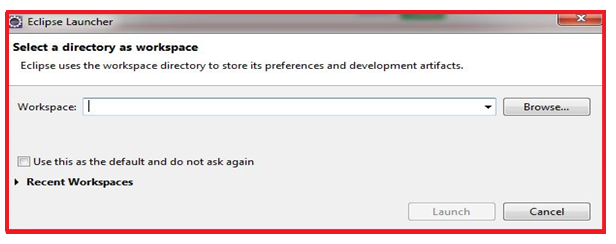 Eclipse Launcher
Select a directory as workspace
Eclipse uses the workspace directory to store its preferences and development artifacts.
Workspace: Browse...
Use this as the default and do not ask again
Recent Workspaces
Launch Cancel